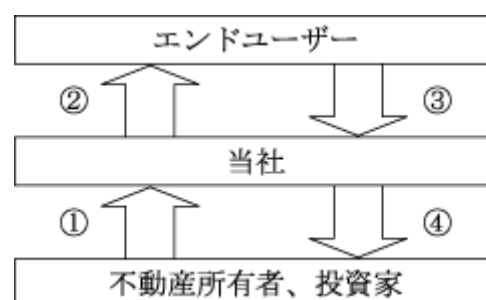 エンドユーザー
② ③
当社
① ④
不動産所有者、投資家